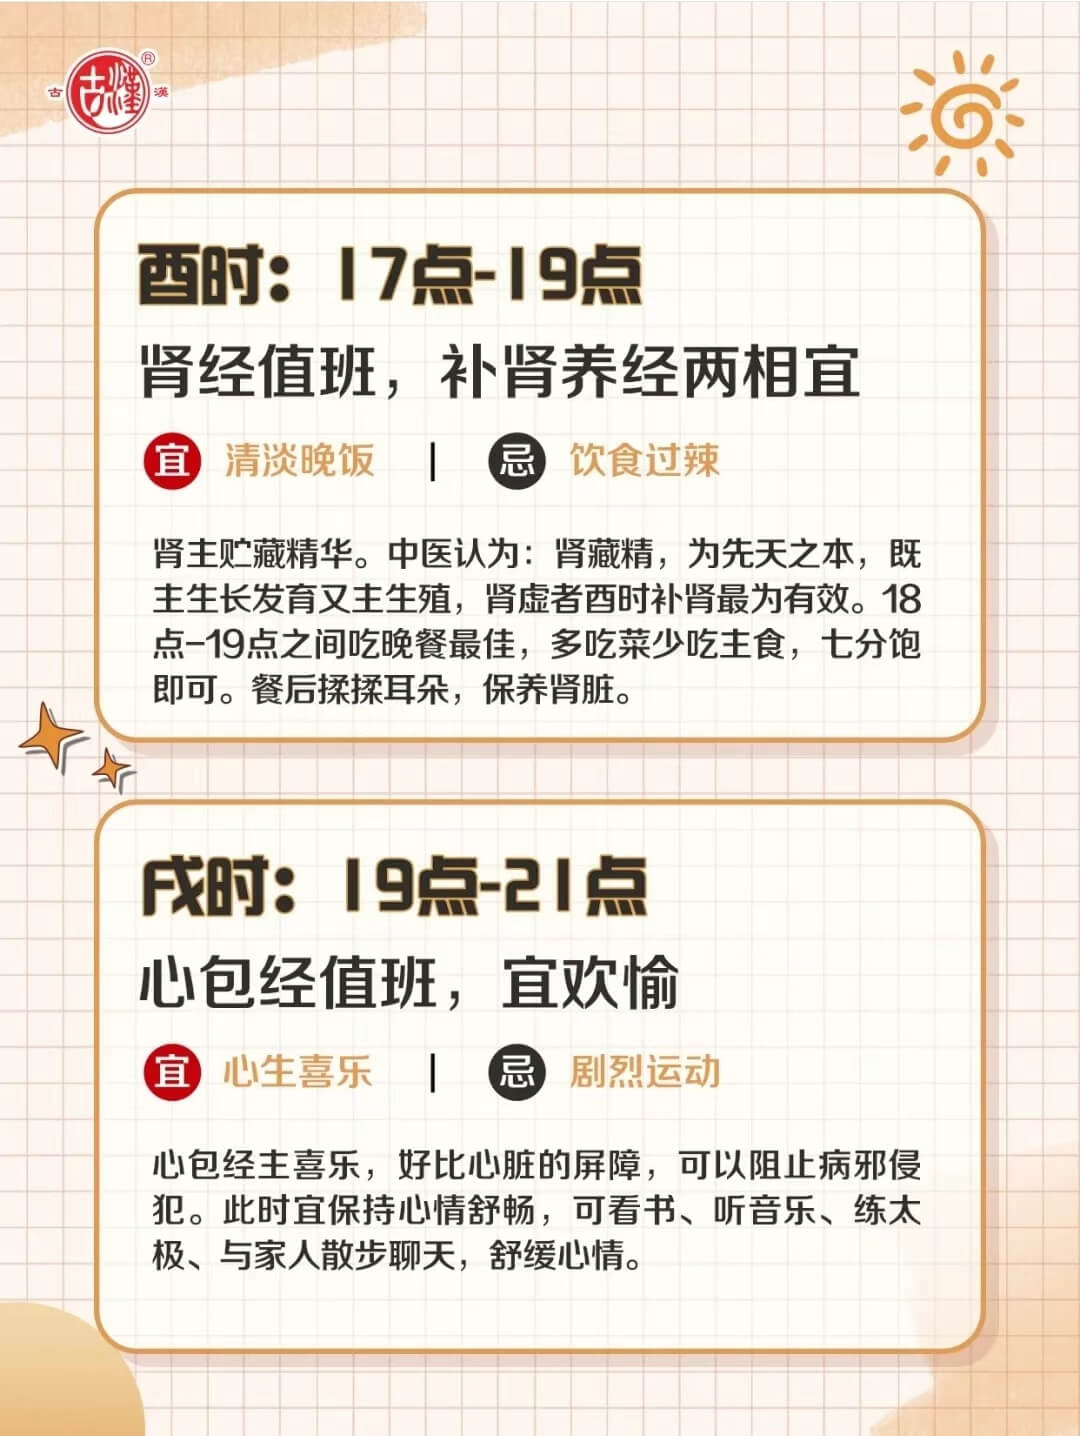 古漢
®
古 漢
酉时：17点-19点
肾经值班，补肾养经两相宜
宜 清淡晚饭 | 忌 饮食过辣
肾主贮藏精华。中医认为：肾藏精，为先天之本，既
主生长发育又主生殖，肾虚者酉时补肾最为有效。18
点-19点之间吃晚餐最佳，多吃菜少吃主食，七分饱
即可。餐后揉揉耳朵，保养肾脏。
戌时：19点-21点
心包经值班，宜欢愉
宜 心生喜乐 | 忌 剧烈运动
心包经主喜乐，好比心脏的屏障，可以阻止病邪侵
犯。此时宜保持心情舒畅，可看书、听音乐、练太
极、与家人散步聊天，舒缓心情。